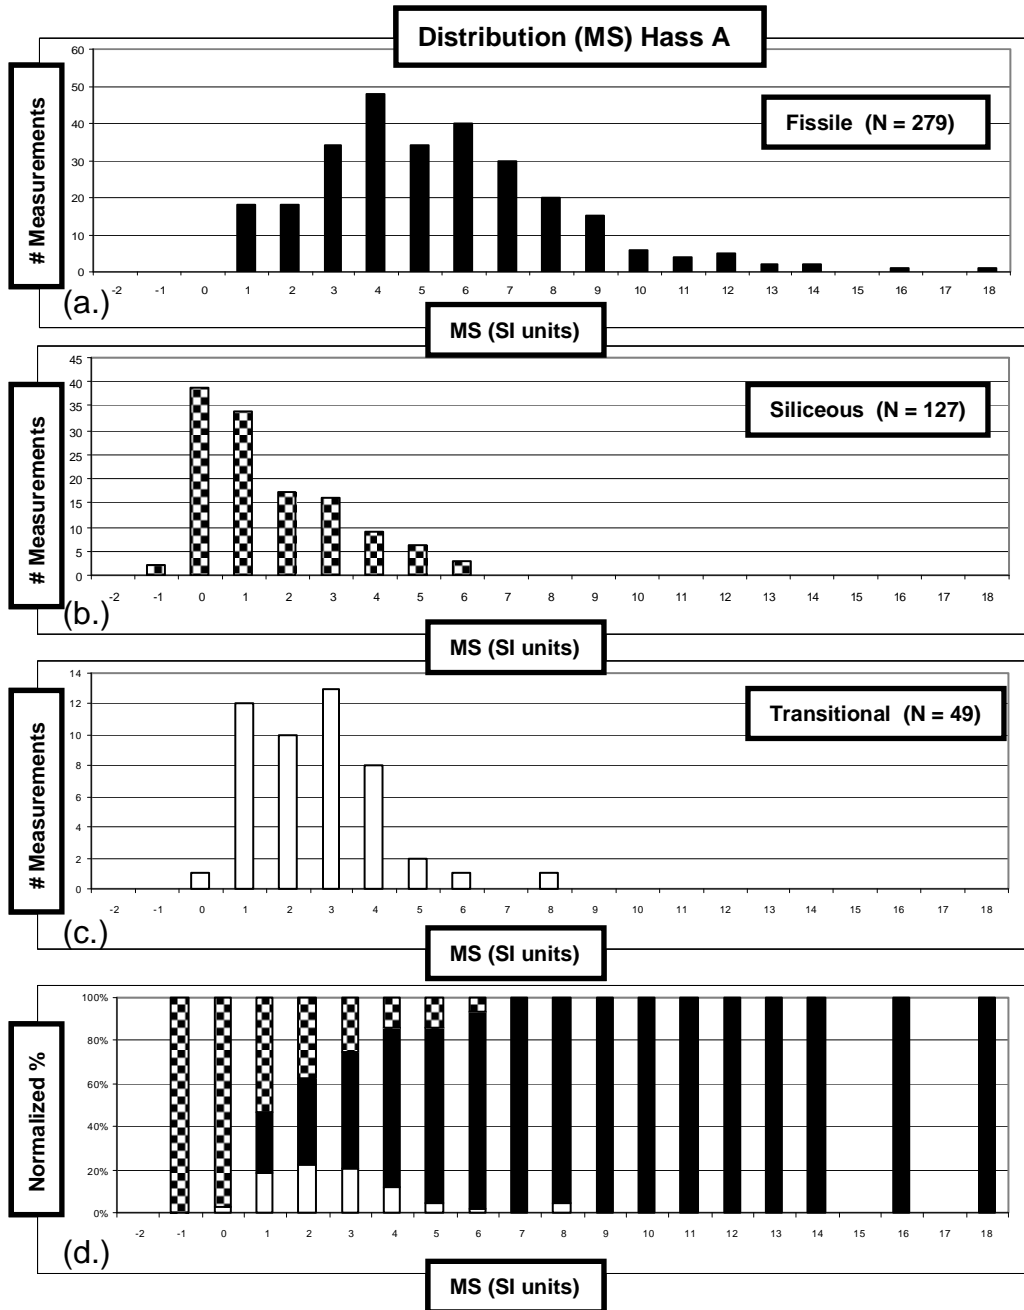 Distribution (MS) Hass A
# Measurements
60
50
40
30
20
10
0
Fissile (N = 279)
-2 -1 0 1 2 3 4 5 6 7 8 9 10 11 12 13 14 15 16 17 18
(a.)
MS (SI units)
# Measurements
45
40
35
30
25
20
15
10
5
0
Siliceous (N = 127)
-2 -1 0 1 2 3 4 5 6 7 8 9 10 11 12 13 14 15 16 17 18
(b.)
MS (SI units)
# Measurements
14
12
10
8
6
4
2
0
Transitional (N = 49)
-2 -1 0 1 2 3 4 5 6 7 8 9 10 11 12 13 14 15 16 17 18
(c.)
MS (SI units)
Normalized %
100%
80%
60%
40%
20%
0%
-2 -1 0 1 2 3 4 5 6 7 8 9 10 11 12 13 14 15 16 17 18
(d.)
MS (SI units)